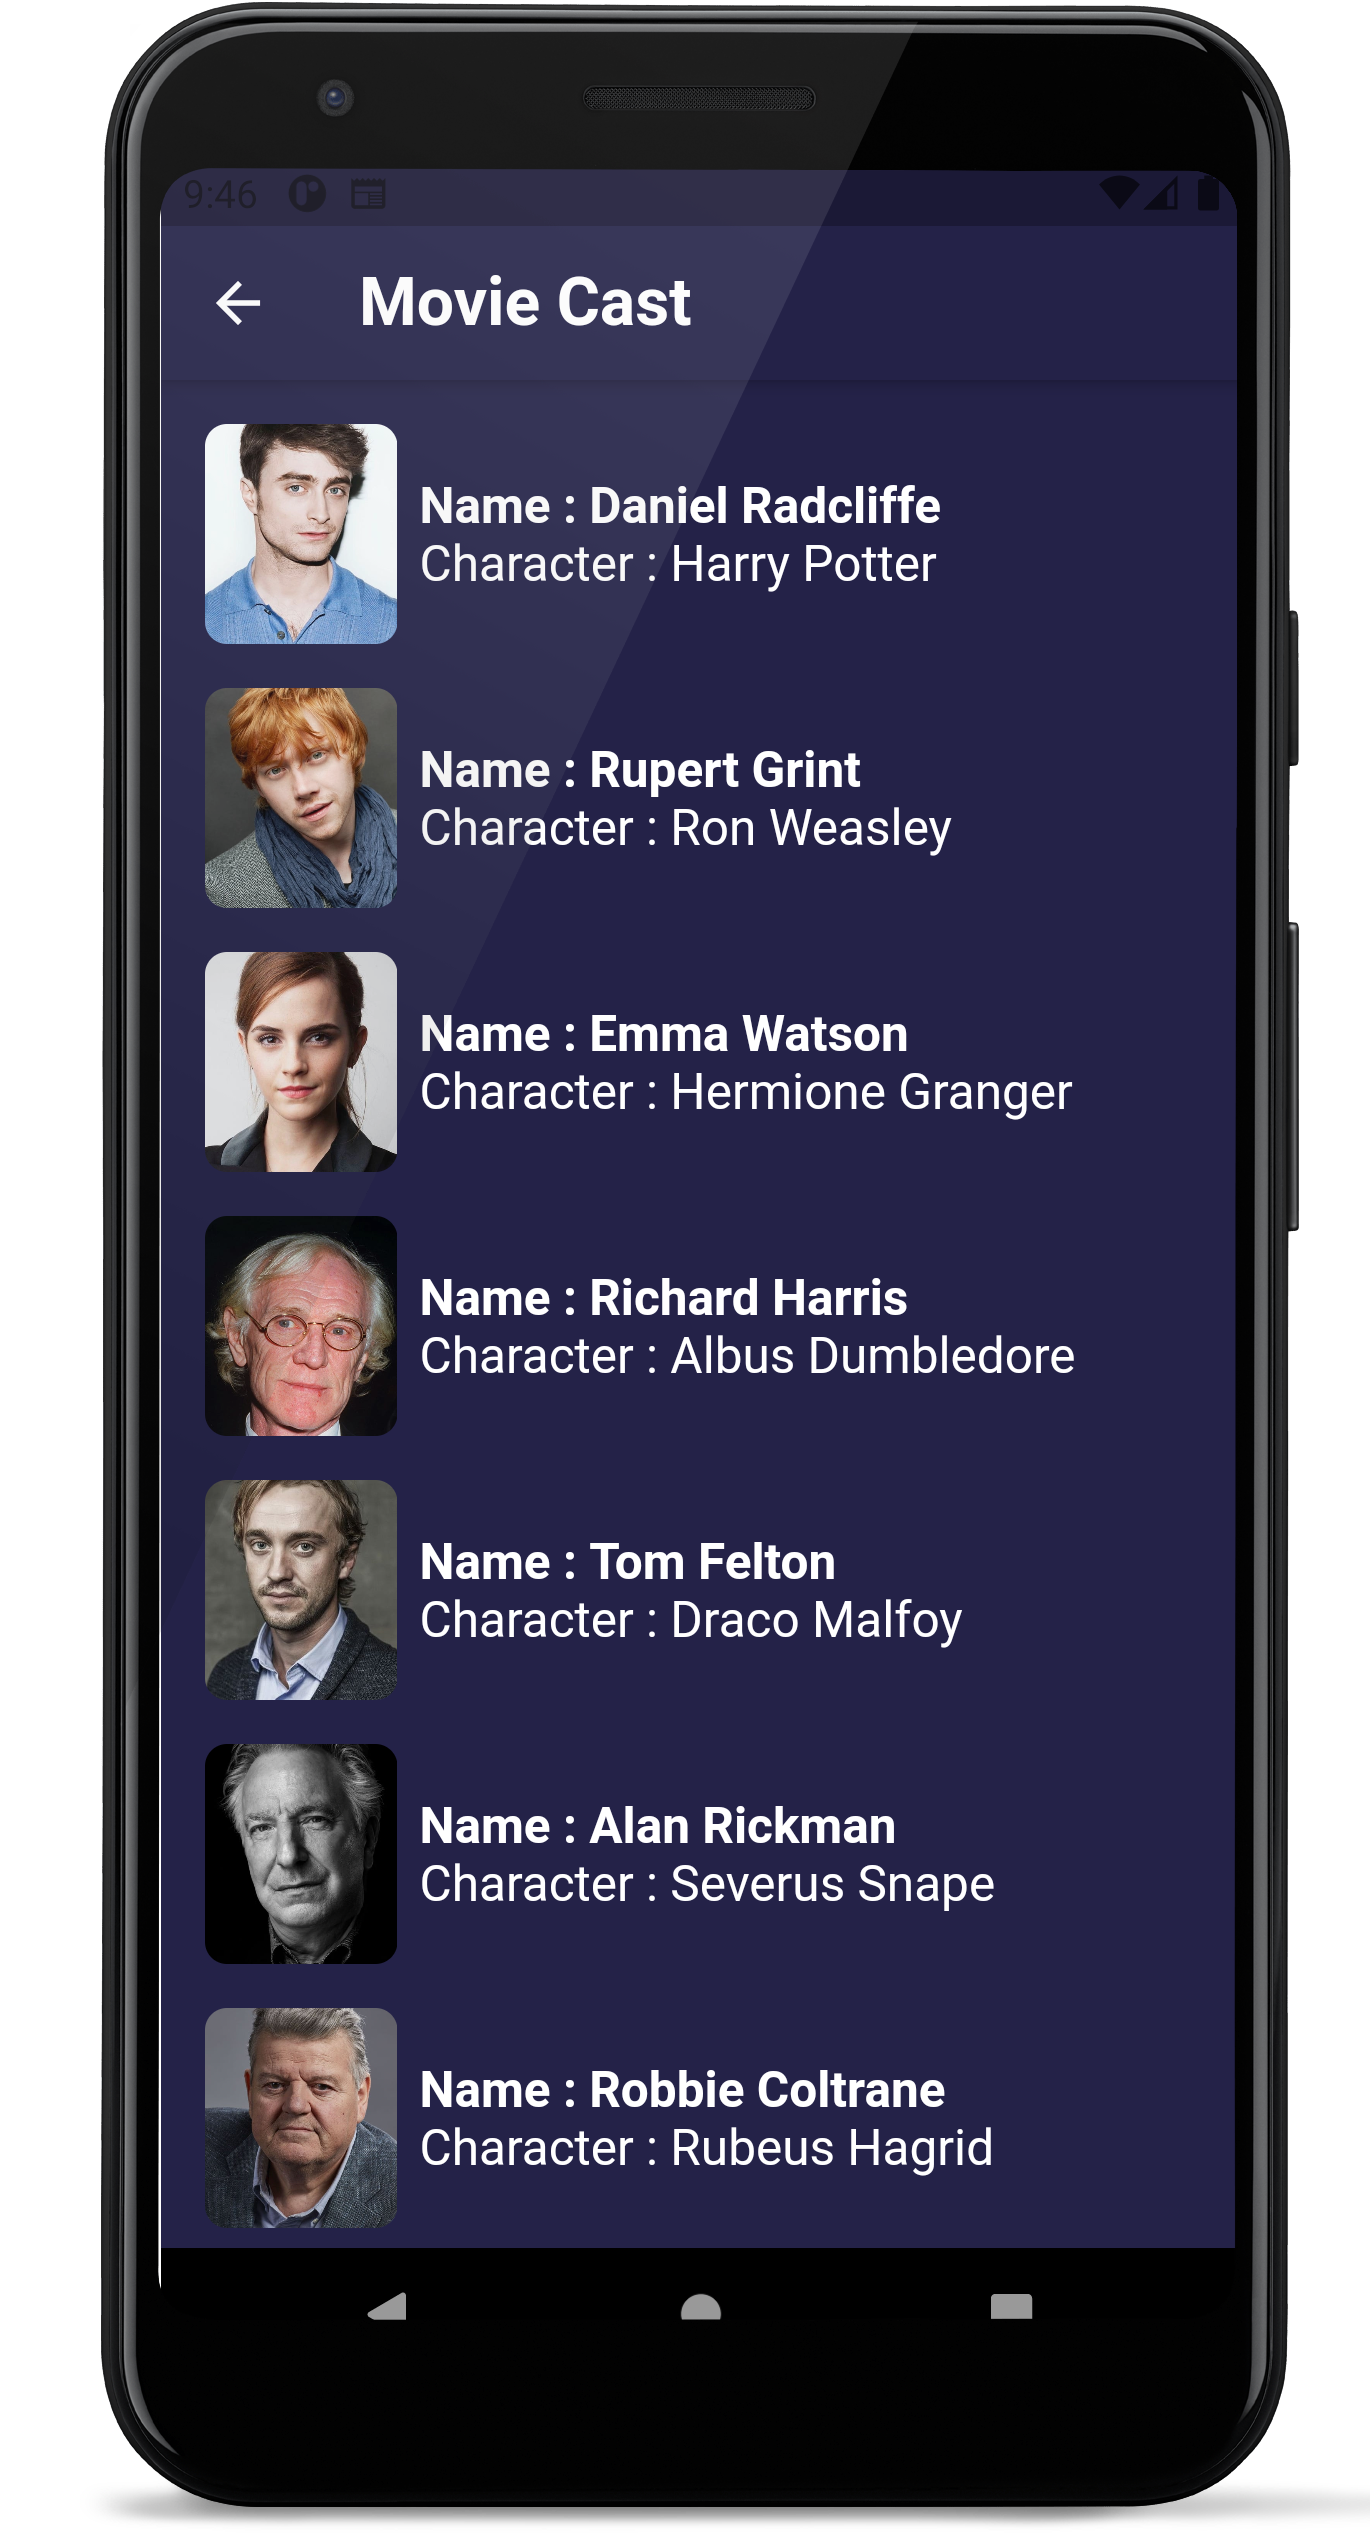 9:46
Movie Cast
Name : Daniel Radcliffe
Character : Harry Potter
Name : Rupert Grint
Character : Ron Weasley
Name : Emma Watson
Character : Hermione Granger
Name : Richard Harris
Character : Albus Dumbledore
Name : Tom Felton
Character : Draco Malfoy
Name : Alan Rickman
Character : Severus Snape
Name : Robbie Coltrane
Character : Rubeus Hagrid